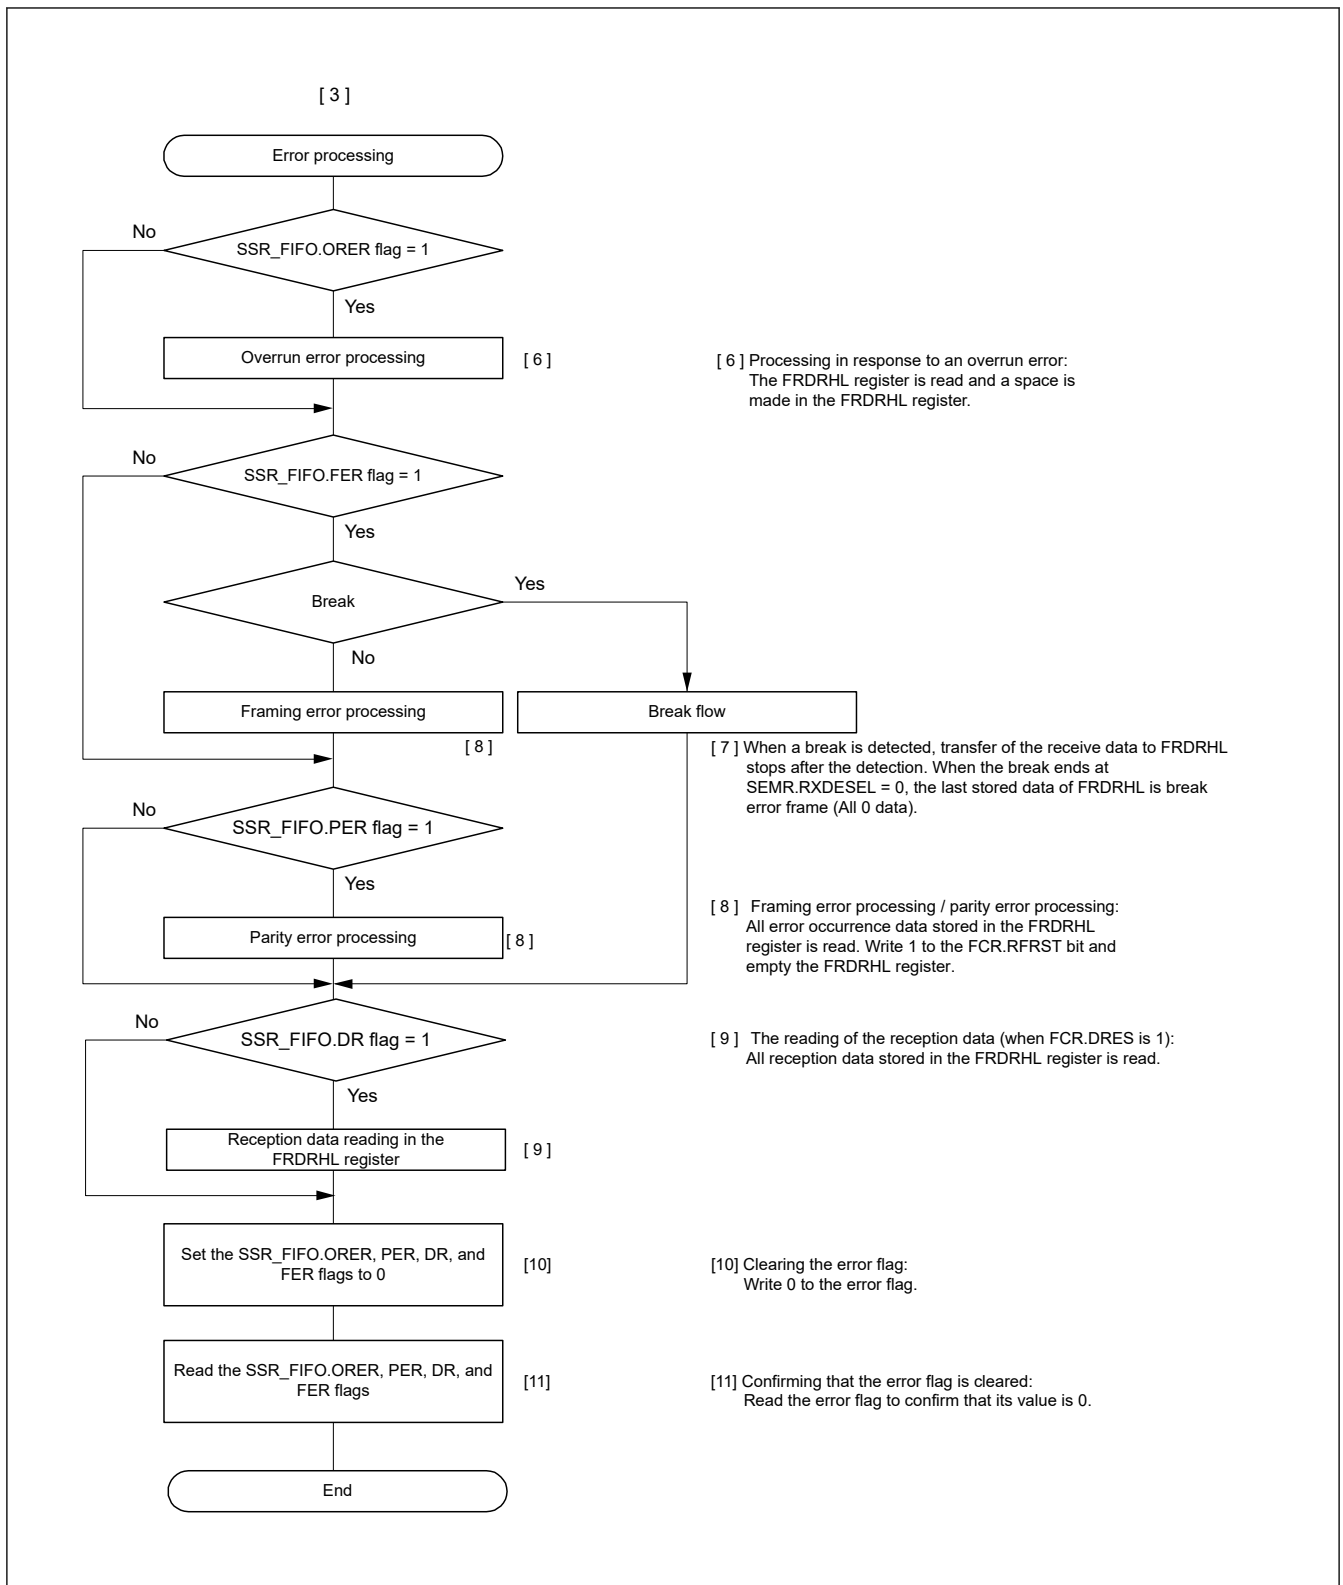 [ 3 ]
Error processing
No
SSR_FIFO.ORER flag = 1
Yes
Overrun error processing
[ 6 ]
[ 6 ] Processing in response to an overrun error:
The FRDRHL register is read and a space is
made in the FRDRHL register.
No
SSR_FIFO.FER flag = 1
Yes
Break
Yes
No
Framing error processing
Break flow
[ 8 ]
[ 7 ] When a break is detected, transfer of the receive data to FRDRHL
stops after the detection. When the break ends at
SEMR.RXDESEL = 0, the last stored data of FRDRHL is break
error frame (All 0 data).
No
SSR_FIFO.PER flag = 1
Yes
Parity error processing
[ 8 ]
[ 8 ] Framing error processing / parity error processing:
All error occurrence data stored in the FRDRHL
register is read. Write 1 to the FCR.RFRST bit and
empty the FRDRHL register.
No
SSR_FIFO.DR flag = 1
Yes
[ 9 ] The reading of the reception data (when FCR.DRES is 1):
All reception data stored in the FRDRHL register is read.
Reception data reading in the
FRDRHL register
[ 9 ]
Set the SSR_FIFO.ORER, PER, DR, and
FER flags to 0
[10]
[10] Clearing the error flag:
Write 0 to the error flag.
Read the SSR_FIFO.ORER, PER, DR, and
FER flags
[11]
[11] Confirming that the error flag is cleared:
Read the error flag to confirm that its value is 0.
End